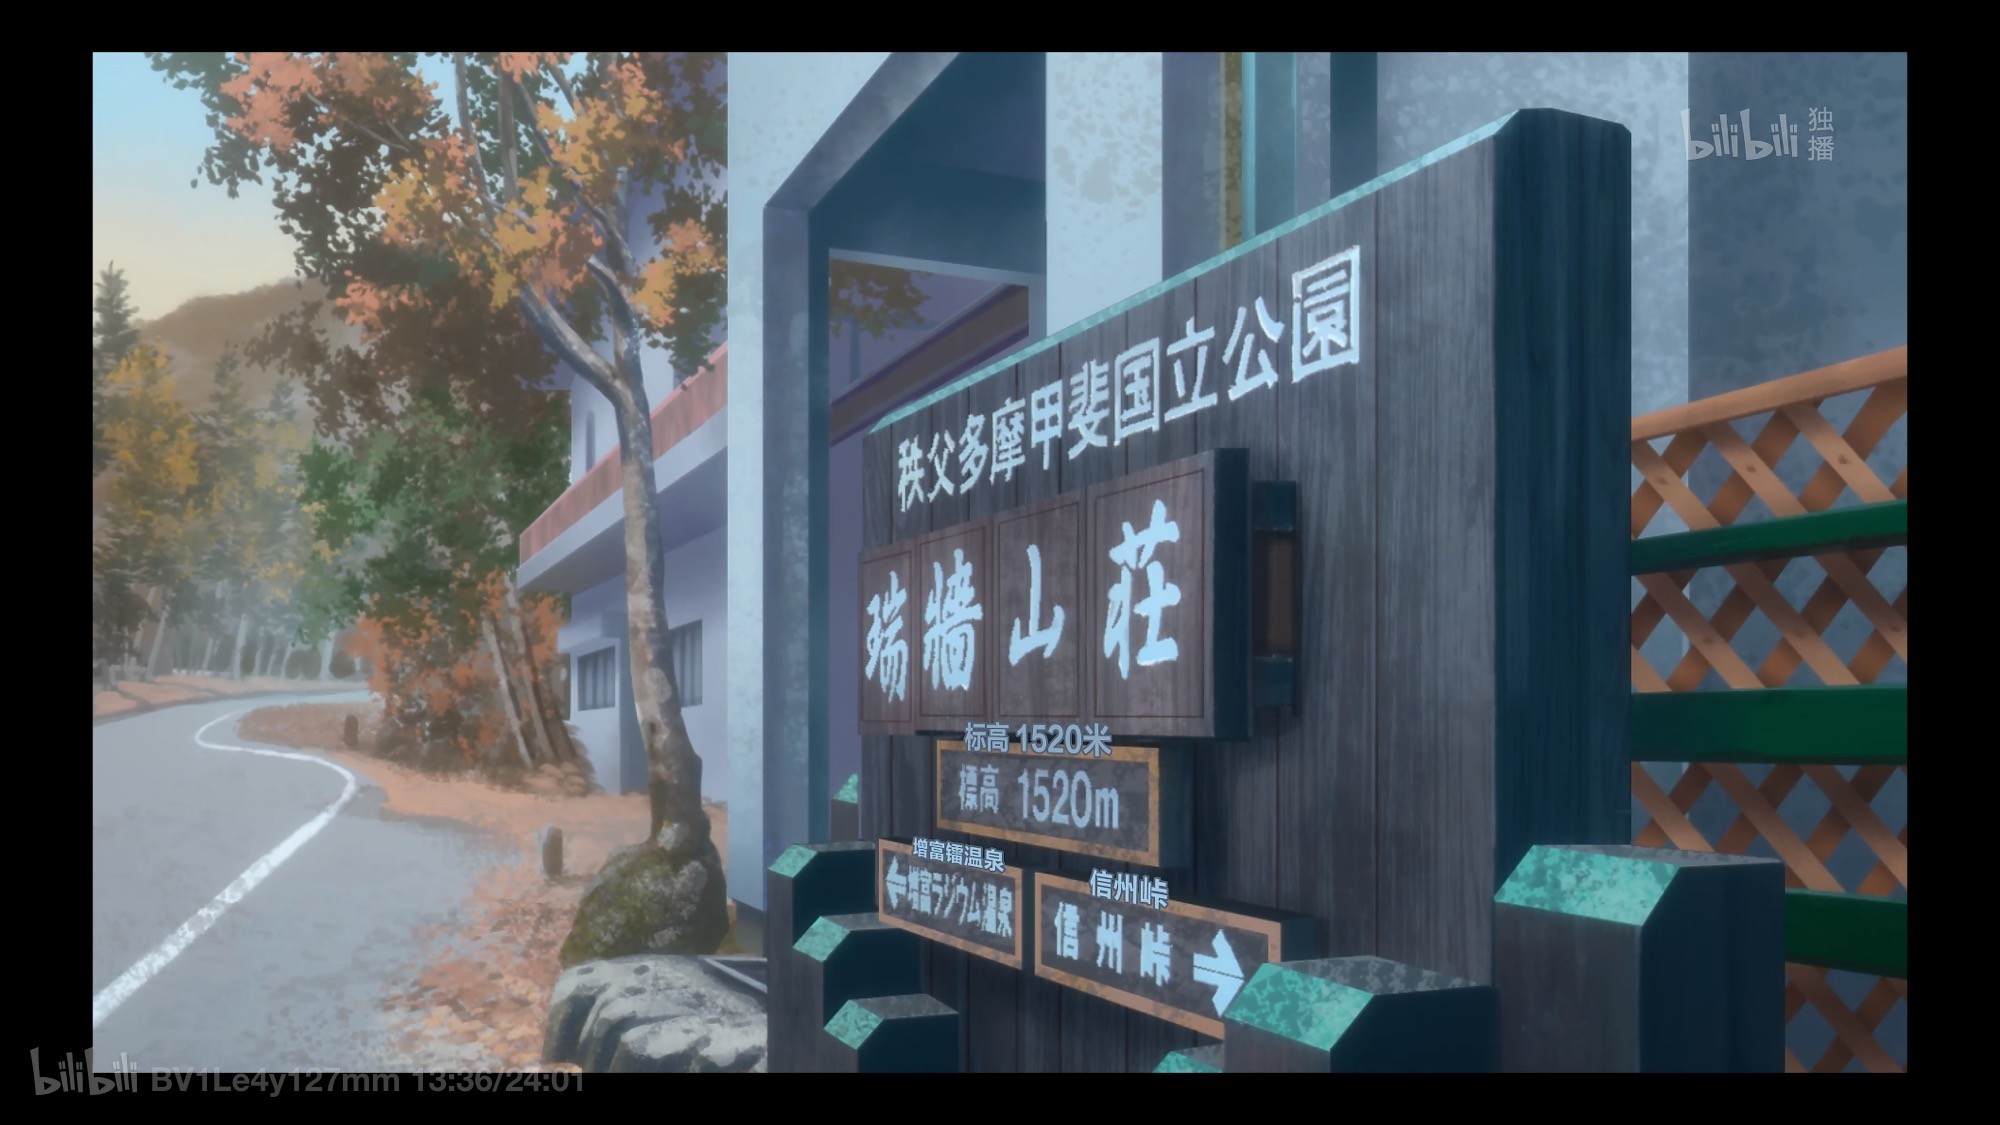 bilibili 独播
秩父多摩甲斐国立公園
瑞牆山荘
标高 1520米
標高 1520m
增富镭温泉
←増富ラジウム温泉
信州峠
信州峠→
bilibili BV1Le4y127mm 13:36/24:01